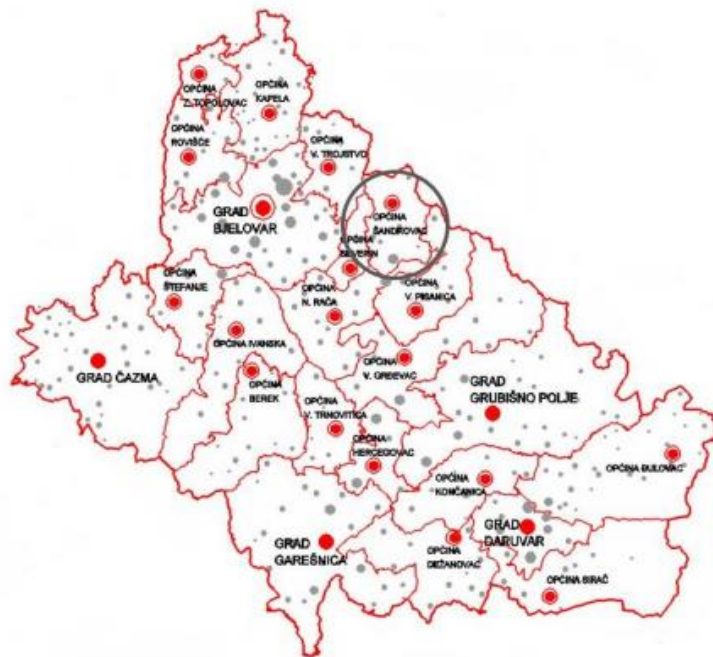 OPĆINA
Z. TOPOLOVAC
OPĆINA
KAPELA
OPĆINA
ROVIŠĆE
OPĆINA
V. TROJSTVO
GRAD
BJELOVAR
OPĆINA
ŠANDROVAC
OPĆINA
SEVERIN
OPĆINA
ŠTEFANJE
OPĆINA
N. RAČA
OPĆINA
V. PISANICA
OPĆINA IVANSKA
GRAD ČAZMA
OPĆINA
BEREK
OPĆINA
V. GRĐEVAC
GRAD
GRUBIŠNO POLJE
OPĆINA
V. TRNOVITICA
OPĆINA
HERCEGOVAC
OPĆINA ĐULOVAC
OPĆINA
KONČANICA
GRAD
GAREŠNICA
GRAD
DARUVAR
OPĆINA
DEŽANOVAC
OPĆINA SIRAČ